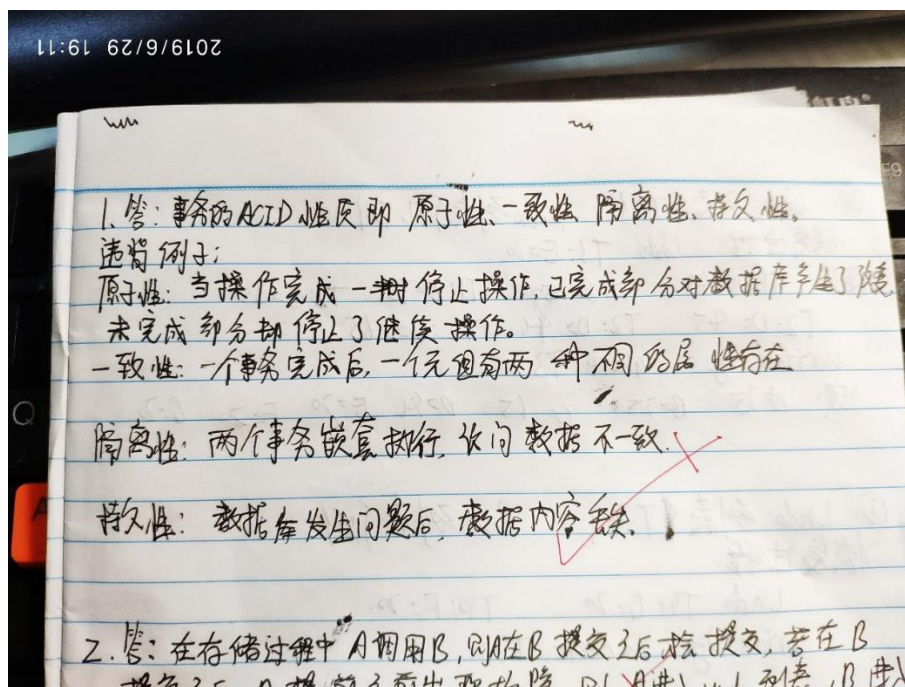 2019/6/29 19:11
1.答:事务的ACID性质即 原子性、一致性 隔离性、持久性,
违背例子:
原子性:当操作完成一半时停止操作,已完成部分对数据库产生了
未完成部分却停止了继续操作。
一致性:一个事务完成后,一个元组有两种不同的属性存在
隔离性:两个事务嵌套执行,访问数据不一致.
持久性:数据库发生问题后,数据内容丢失.
2.答:在存储过程中A调用B,则A在B提交之后才提交,若在B